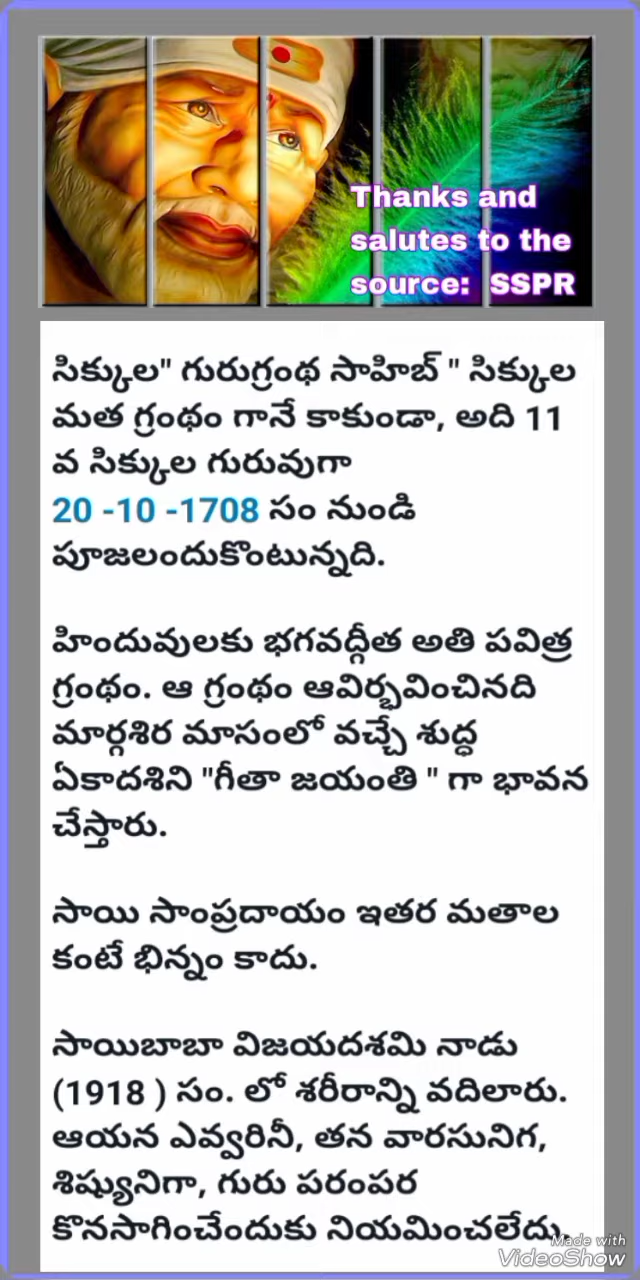 Thanks and
salutes to the
source: SSPR
సిక్కుల" గురుగ్రంథ సాహిబ్ " సిక్కుల
మత గ్రంథం గానే కాకుండా, అది 11
వ సిక్కుల గురువుగా
20 -10 -1708 సం నుండి
పూజలందుకొంటున్నది.
హిందువులకు భగవద్గీత అతి పవిత్ర
గ్రంథం. ఆ గ్రంథం ఆవిర్భవించినది
మార్గశిర మాసంలో వచ్చే శుద్ధ
ఏకాదశిని "గీతా జయంతి " గా భావన
చేస్తారు.
సాయి సాంప్రదాయం ఇతర మతాల
కంటే భిన్నం కాదు.
సాయిబాబా విజయదశమి నాడు
(1918 ) సం. లో శరీరాన్ని వదిలారు.
ఆయన ఎవ్వరినీ, తన వారసునిగ,
శిష్యునిగా, గురు పరంపర
కొనసాగించేందుకు నియమించలేదు.
Made with
VideoShow